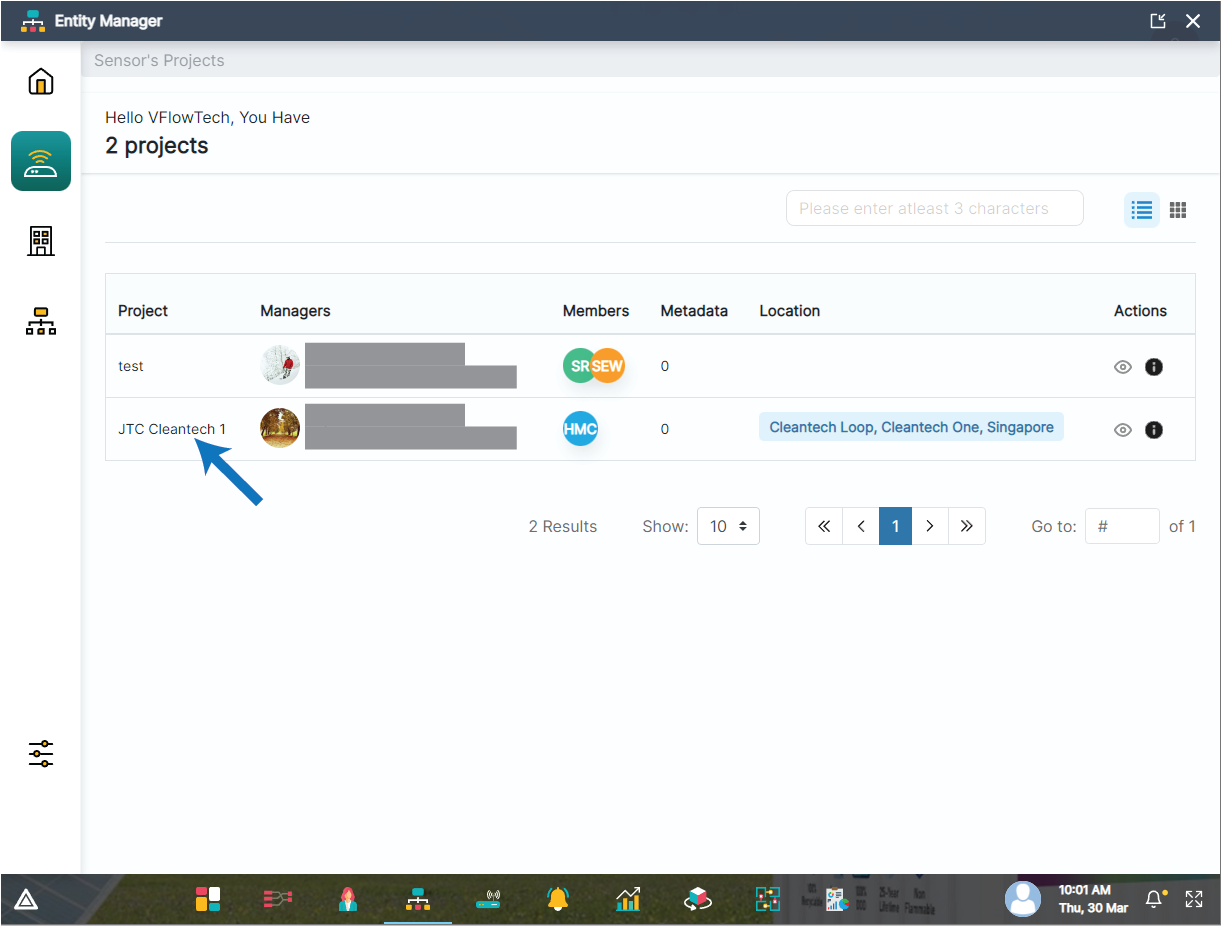 Entity Manager
Sensor's Projects
Hello VFlowTech, You Have
2 projects
Please enter atleast 3 characters
Project Managers Members Metadata Location Actions
test SR SEW 0
JTC Cleantech 1 HMC 0 Cleantech Loop, Cleantech One, Singapore
2 Results Show: 10 1 Go to: # of 1
10:01 AM
Thu, 30 Mar